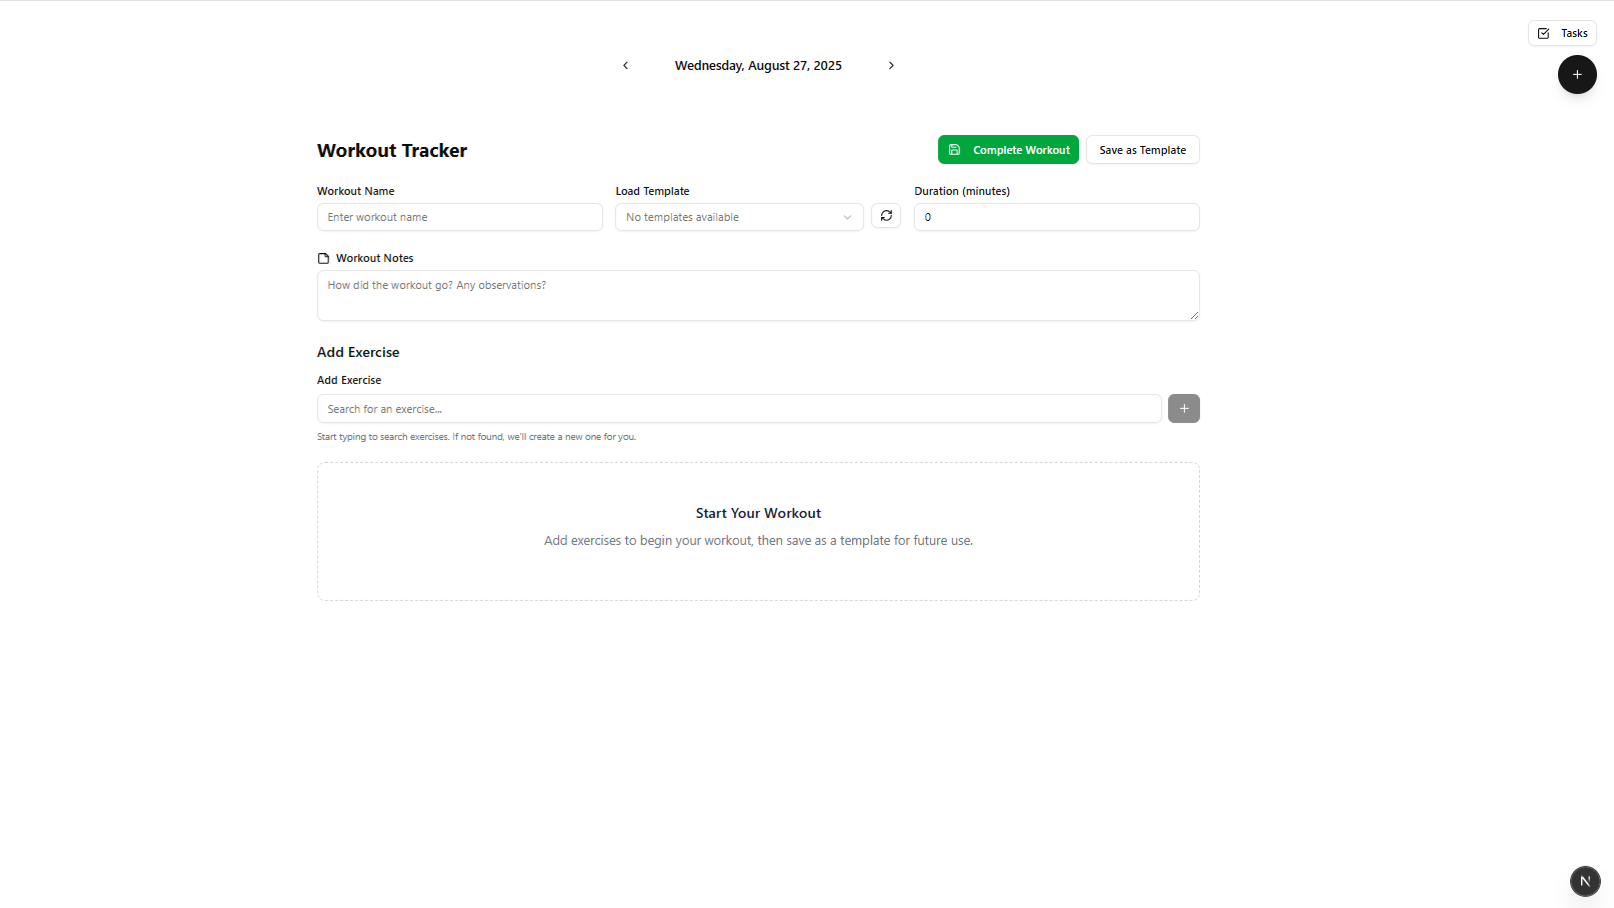 Tasks
Wednesday, August 27, 2025
Workout Tracker
Complete Workout
Save as Template
Workout Name
Load Template
Duration (minutes)
Enter workout name
No templates available
0
Workout Notes
How did the workout go? Any observations?
Add Exercise
Add Exercise
Search for an exercise...
Start typing to search exercises. If not found, we'll create a new one for you.
Start Your Workout
Add exercises to begin your workout, then save as a template for future use.
N